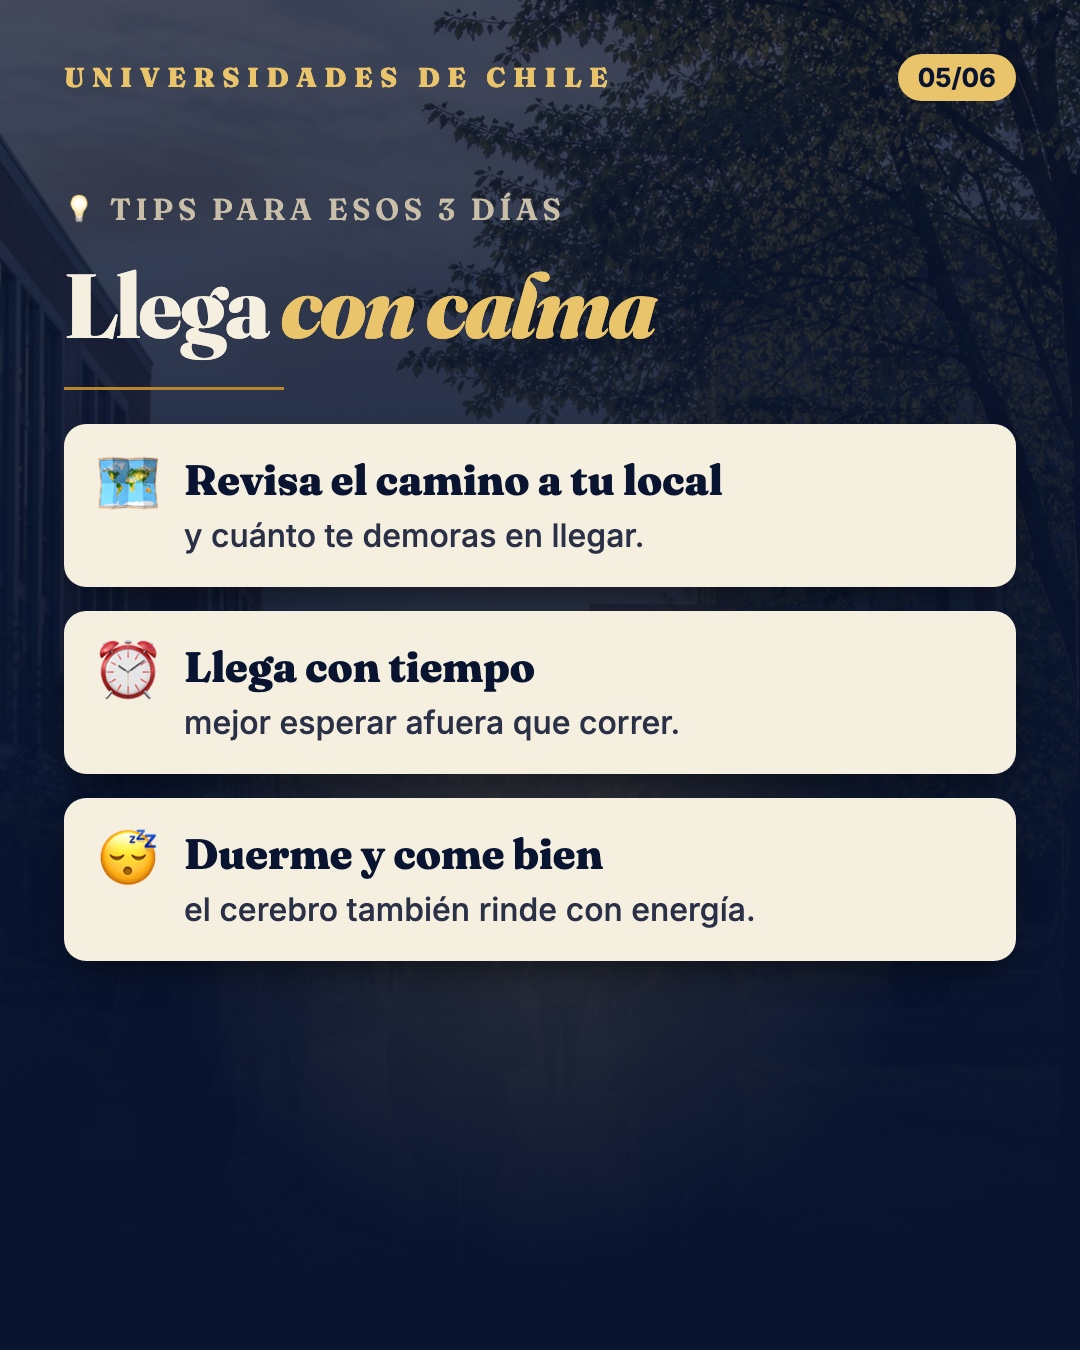 UNIVERSIDADES DE CHILE
05/06
TIPS PARA ESOS 3 DÍAS
Llega con calma
Revisa el camino a tu local
y cuánto te demoras en llegar.
Llega con tiempo
mejor esperar afuera que correr.
Duerme y come bien
el cerebro también rinde con energía.